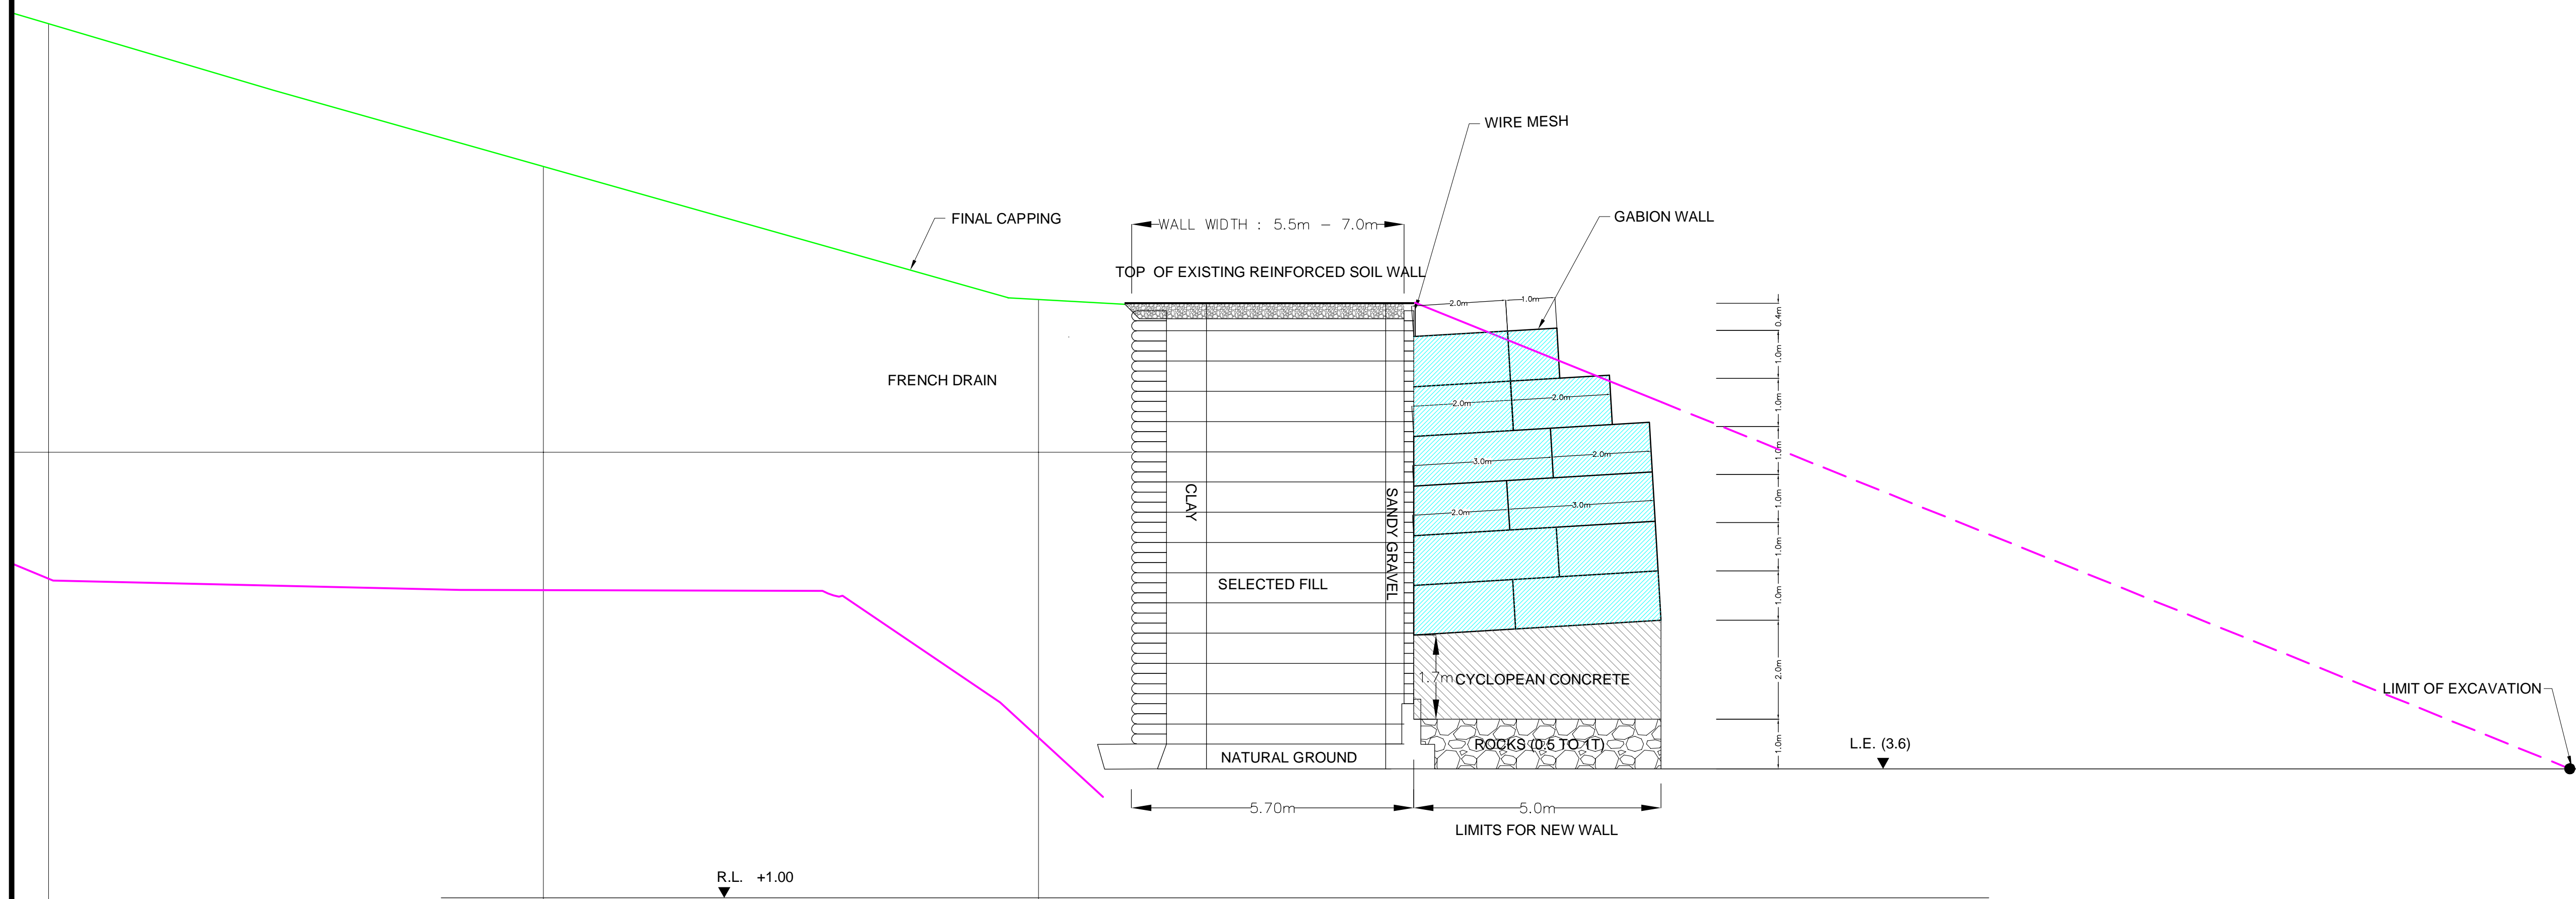 WIRE MESH
GABION WALL
FINAL CAPPING
WALL WIDTH : 5.5m - 7.0m
TOP OF EXISTING REINFORCED SOIL WALL
2.0m
1.0m
0.4m
1.0m
FRENCH DRAIN
2.0m
2.0m
1.0m
3.0m
2.0m
1.0m
CLAY
SANDY GRAVEL
2.0m
3.0m
1.0m
1.0m
SELECTED FILL
1.0m
1.7m
CYCLOPEAN CONCRETE
2.0m
LIMIT OF EXCAVATION
ROCKS (0.5 TO 1T)
1.0m
L.E. (3.6)
NATURAL GROUND
5.70m
5.0m
LIMITS FOR NEW WALL
R.L. +1.00